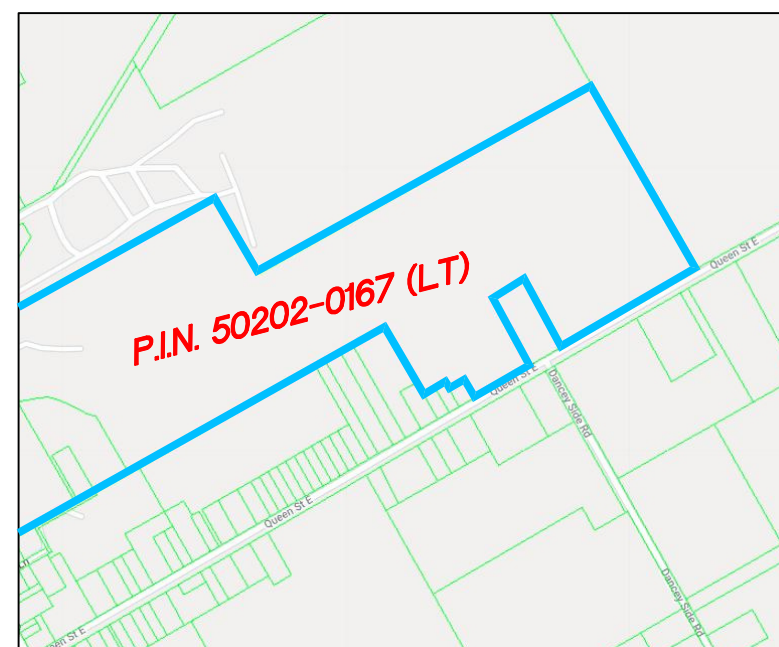 Queen St E
P.I.N. 50202-0167 (LT)
Queen St E
Dancey Side Rd
Queen St E
Dancey Side Rd
Queen St E